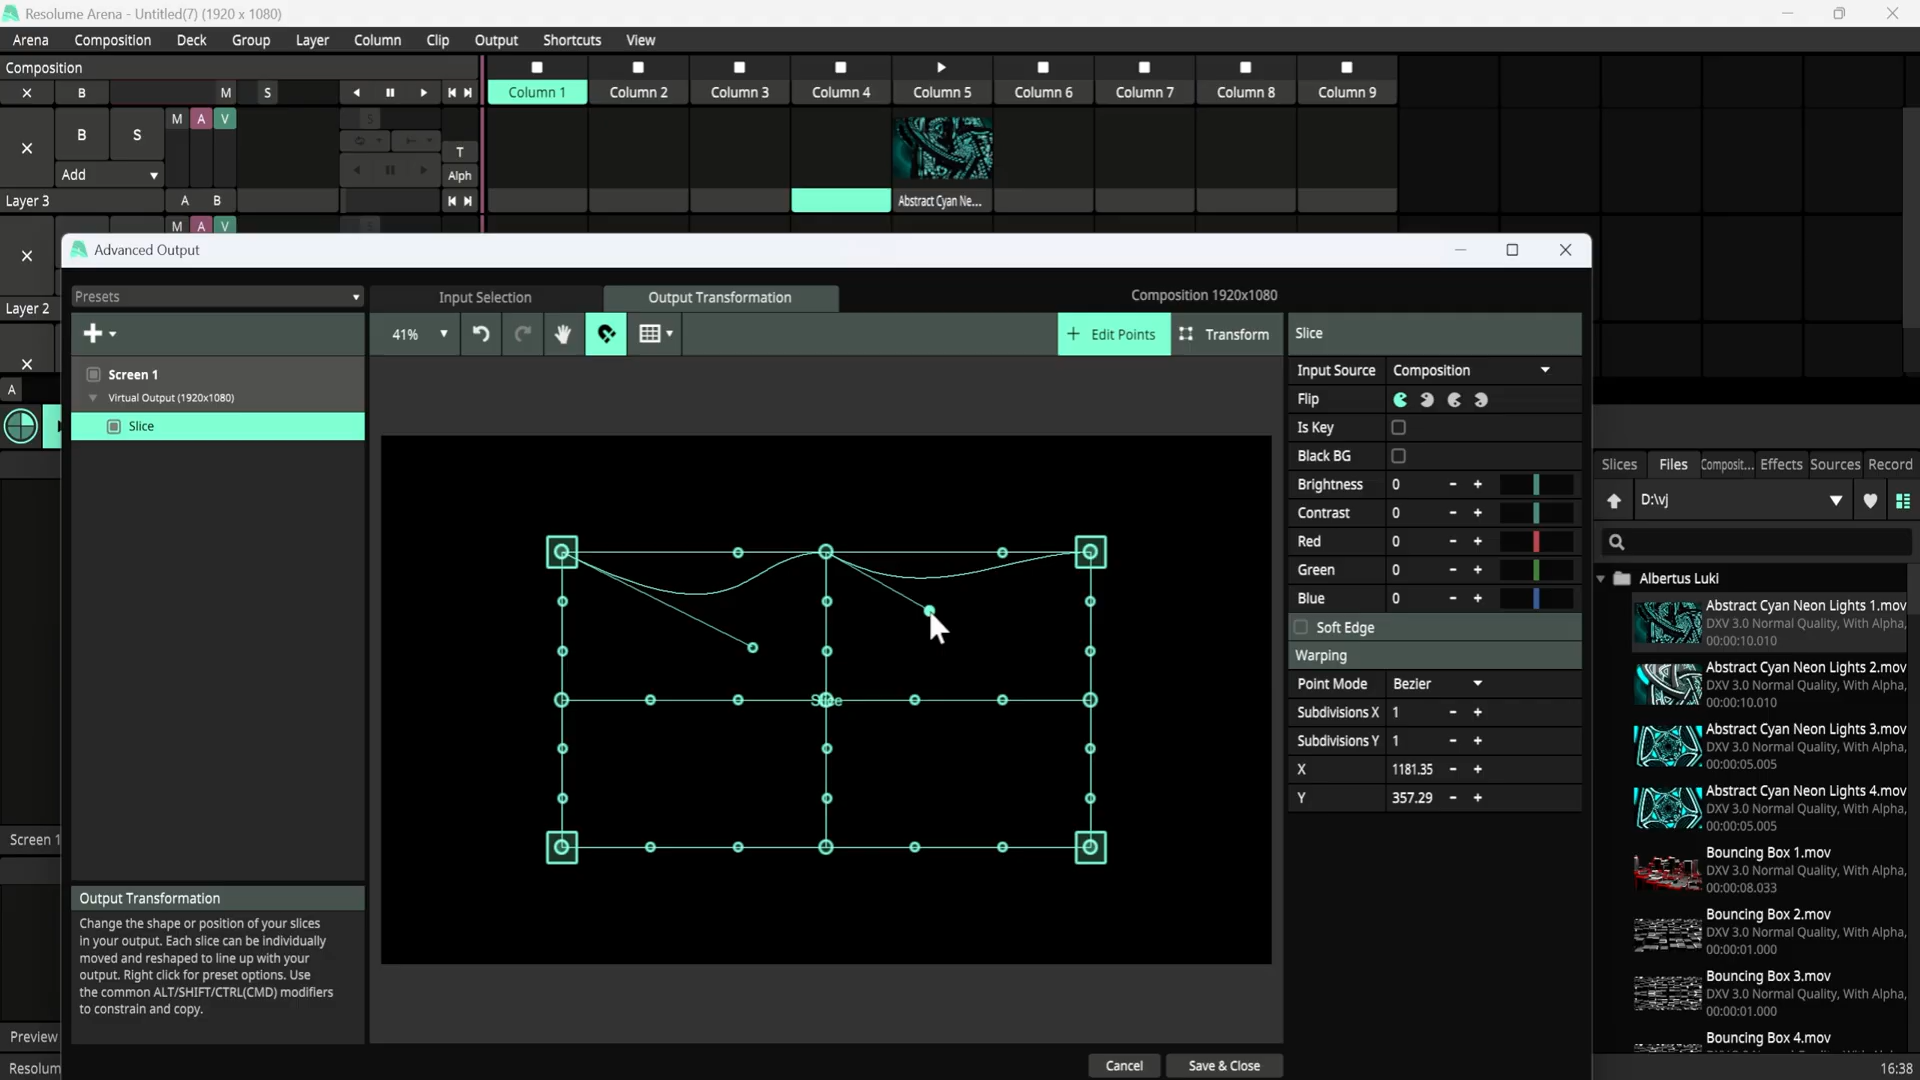 Resolume Arena - Untitled(7) (1920 x 1080)
Arena Composition Deck Group Layer Column Clip Output Shortcuts View
Composition
B M S
Column 1 Column 2 Column 3 Column 4 Column 5 Column 6 Column 7 Column 8 Column 9
M A V S
B S
T
Add
Alph
Layer 3 A B
Abstract Cyan Ne...
M A V
Advanced Output
Layer 2
Presets
Input Selection Output Transformation Composition 1920x1080
41% Edit Points Transform Slice
Screen 1
Virtual Output (1920x1080)
Slice
A
Input Source Composition
Flip
Is Key
Black BG
Brightness 0 - +
Contrast 0 - +
Red 0 - +
Green 0 - +
Blue 0 - +
Soft Edge
Warping
Point Mode Bezier
Subdivisions X 1 - +
Subdivisions Y 1 - +
X 1181.35 - +
Y 357.29 - +
Slice
Slices Files Composit... Effects Sources Record
D:\vj
Albertus Luki
Abstract Cyan Neon Lights 1.mov
DXV 3.0 Normal Quality, With Alpha,
00:00:10.010
Abstract Cyan Neon Lights 2.mov
DXV 3.0 Normal Quality, With Alpha,
00:00:10.010
Abstract Cyan Neon Lights 3.mov
DXV 3.0 Normal Quality, With Alpha,
00:00:05.005
Abstract Cyan Neon Lights 4.mov
DXV 3.0 Normal Quality, With Alpha,
00:00:05.005
Bouncing Box 1.mov
DXV 3.0 Normal Quality, With Alpha,
00:00:08.033
Bouncing Box 2.mov
DXV 3.0 Normal Quality, With Alpha,
00:00:01.000
Bouncing Box 3.mov
DXV 3.0 Normal Quality, With Alpha,
00:00:01.000
Bouncing Box 4.mov
Screen 1
Output Transformation
Change the shape or position of your slices
in your output. Each slice can be individually
moved and reshaped to line up with your
output. Right click for preset options. Use
the common ALT/SHIFT/CTRL(CMD) modifiers
to constrain and copy.
Preview
Cancel Save & Close
Resolum
16:38